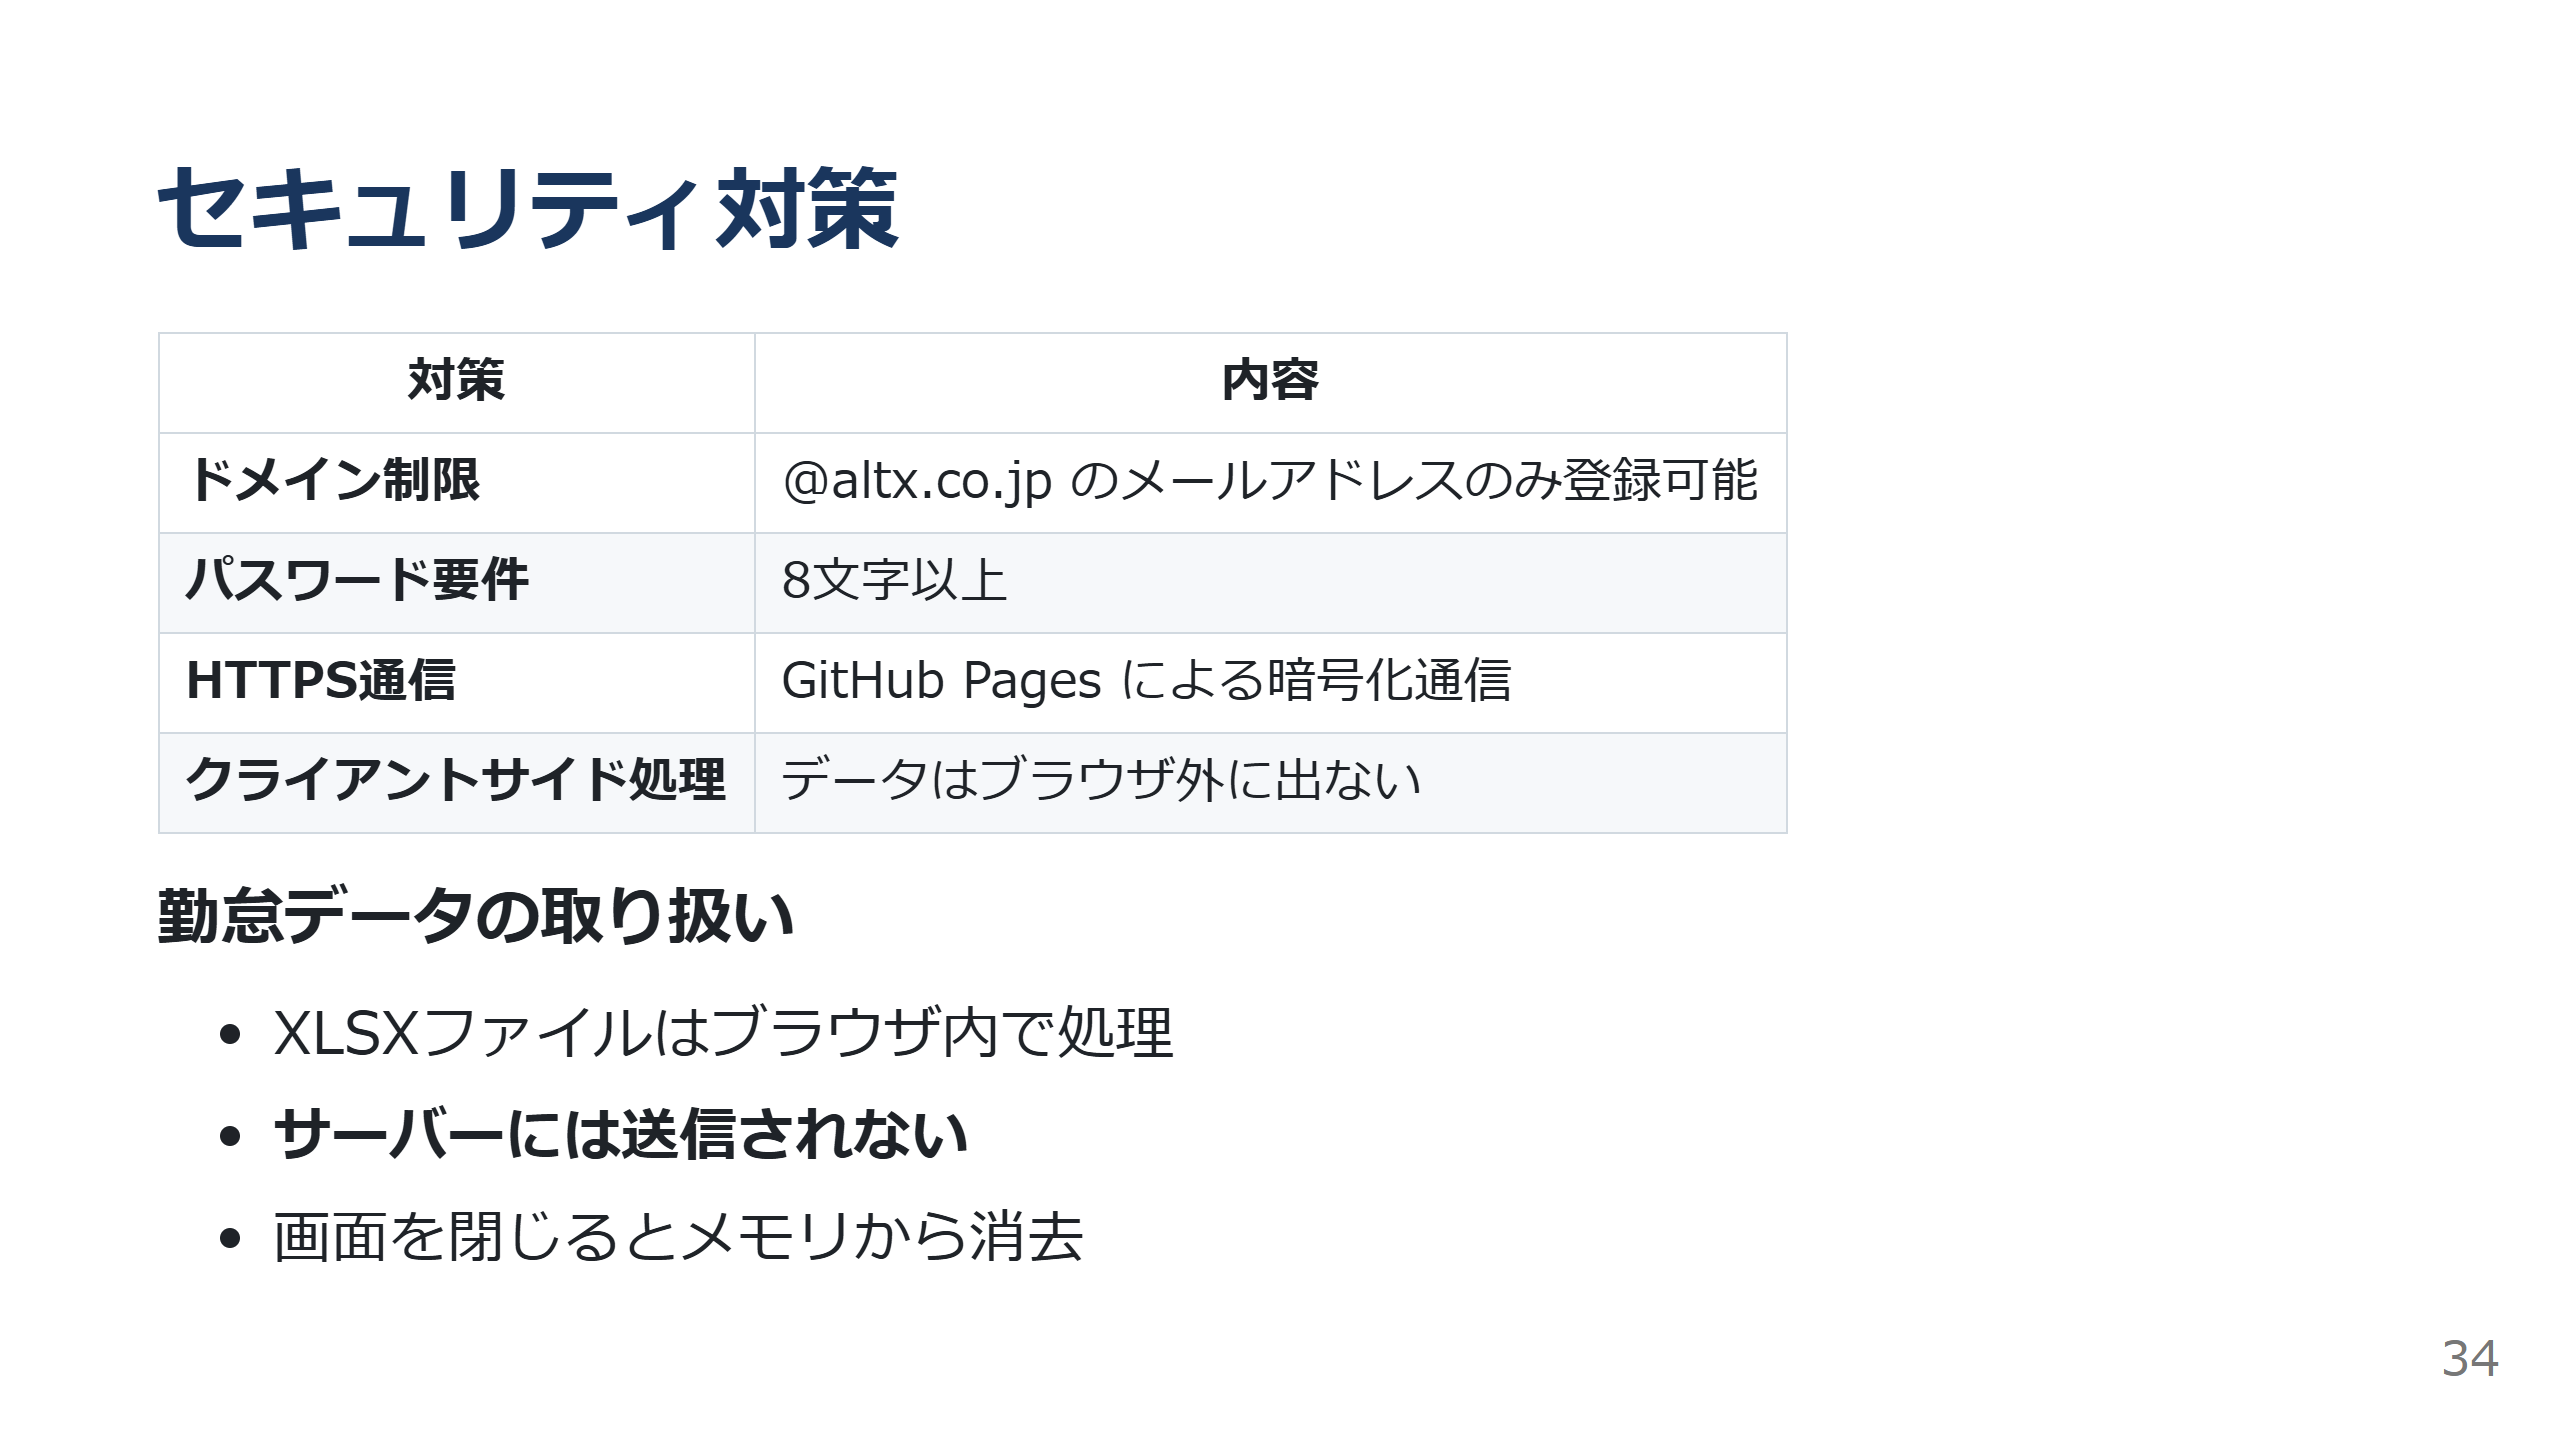 セキュリティ対策
対策 内容
ドメイン制限 @altx.co.jp のメールアドレスのみ登録可能
パスワード要件 8文字以上
HTTPS通信 GitHub Pages による暗号化通信
クライアントサイド処理 データはブラウザ外に出ない
勤怠データの取り扱い
• XLSXファイルはブラウザ内で処理
• サーバーには送信されない
• 画面を閉じるとメモリから消去
34